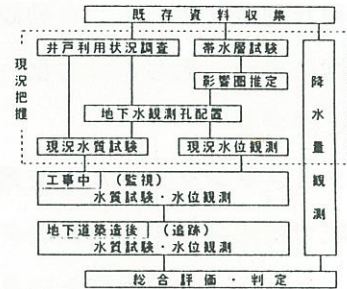 既存資料収集
井戸利用状況調査
帯水層試験
影響圏推定
地下水観測孔配置
現況水質試験
現況水位観測
現況把握
降水量観測
工事中 (監視)
水質試験・水位観測
地下道築造後 (追跡)
水質試験・水位観測
総合評価・判定